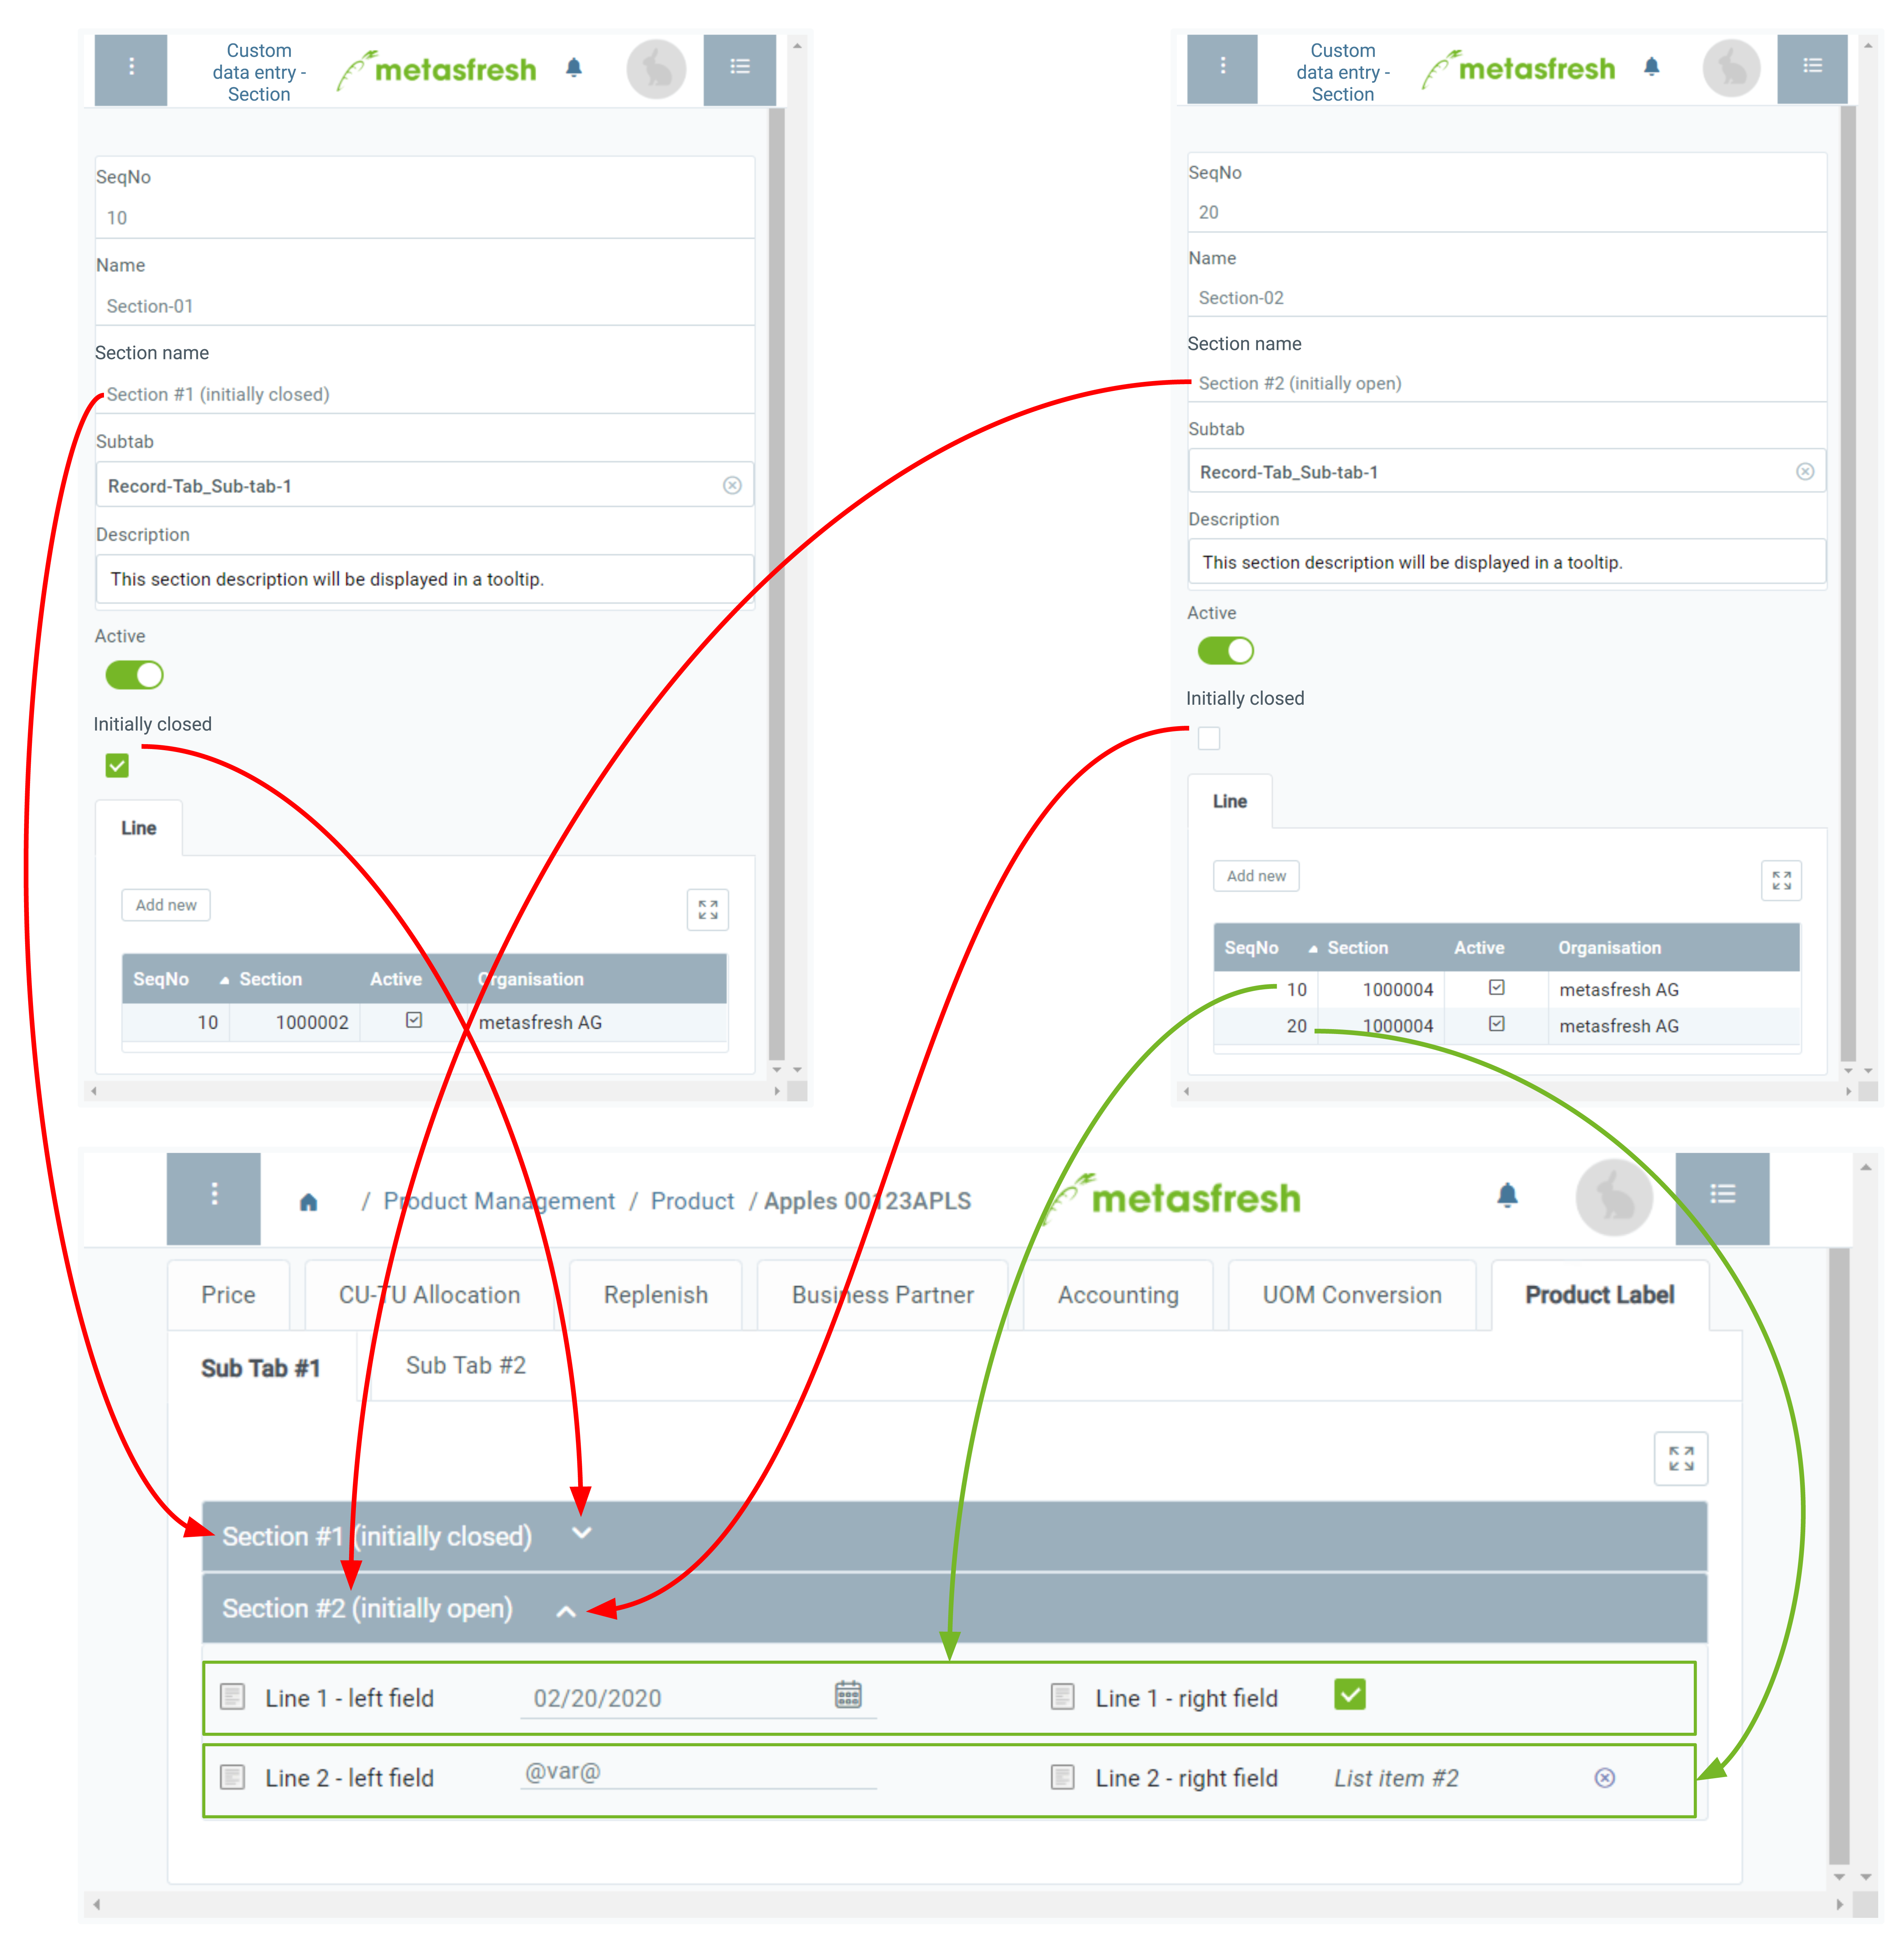 Custom
data entry -
Section
metasfresh
SeqNo
10
Name
Section-01
Section name
Section #1 (initially closed)
Subtab
Record-Tab_Sub-tab-1
Description
This section description will be displayed in a tooltip.
Active
Initially closed
Line
Add new
SeqNo Section Active Organisation
10 1000002 metasfresh AG
Custom
data entry -
Section
metasfresh
SeqNo
20
Name
Section-02
Section name
Section #2 (initially open)
Subtab
Record-Tab_Sub-tab-1
Description
This section description will be displayed in a tooltip.
Active
Initially closed
Line
Add new
SeqNo Section Active Organisation
10 1000004 metasfresh AG
20 1000004 metasfresh AG
/ Product Management / Product / Apples 00123APLS
metasfresh
Price CU-TU Allocation Replenish Business Partner Accounting UOM Conversion Product Label
Sub Tab #1 Sub Tab #2
Section #1 (initially closed)
Section #2 (initially open)
Line 1 - left field 02/20/2020 Line 1 - right field
Line 2 - left field @var@ Line 2 - right field List item #2